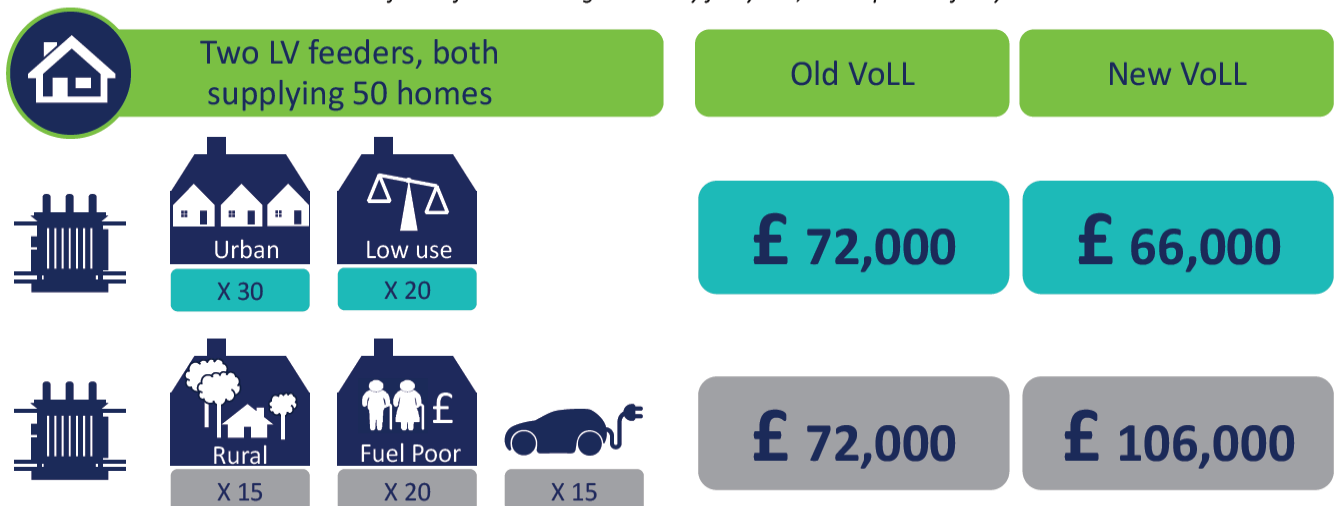 Two LV feeders, both
supplying 50 homes
Old VoLL
New VoLL
Urban
Low use
X 30
X 20
£ 72,000
£ 66,000
Rural
Fuel Poor
£
X 15
X 20
X 15
£ 72,000
£ 106,000